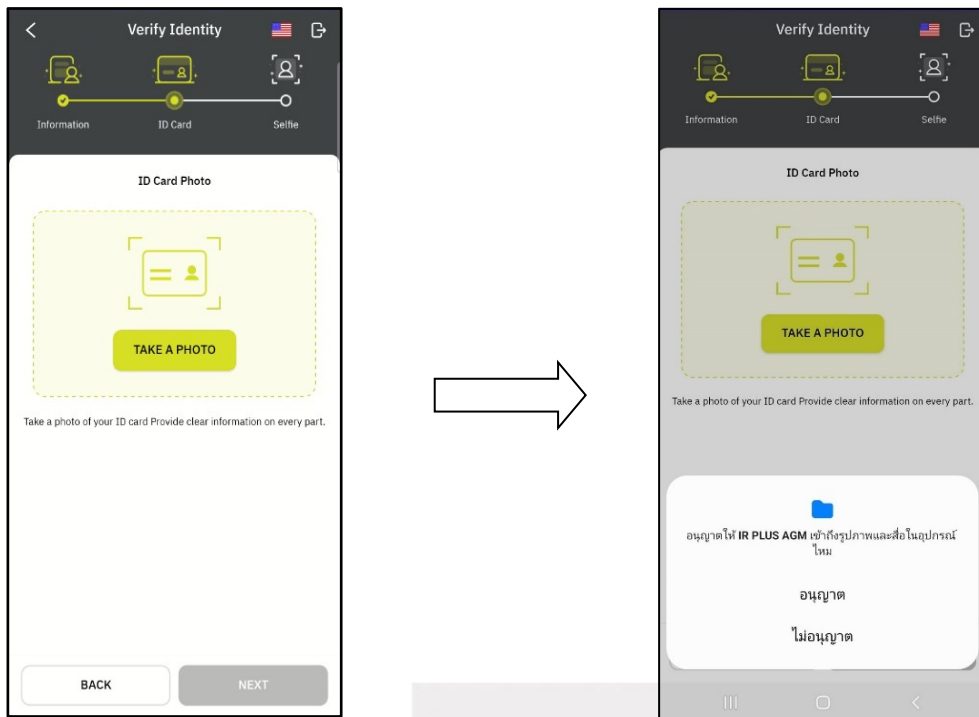 Verify Identity
Information
ID Card
Selfie
ID Card Photo
TAKE A PHOTO
Take a photo of your ID card Provide clear information on every part.
BACK
NEXT
Verify Identity
Information
ID Card
Selfie
ID Card Photo
TAKE A PHOTO
Take a photo of your ID card Provide clear information on every part.
อนุญาตให้ IR PLUS AGM เข้าถึงรูปภาพและสื่อในอุปกรณ์
ไหม
อนุญาต
ไม่อนุญาต